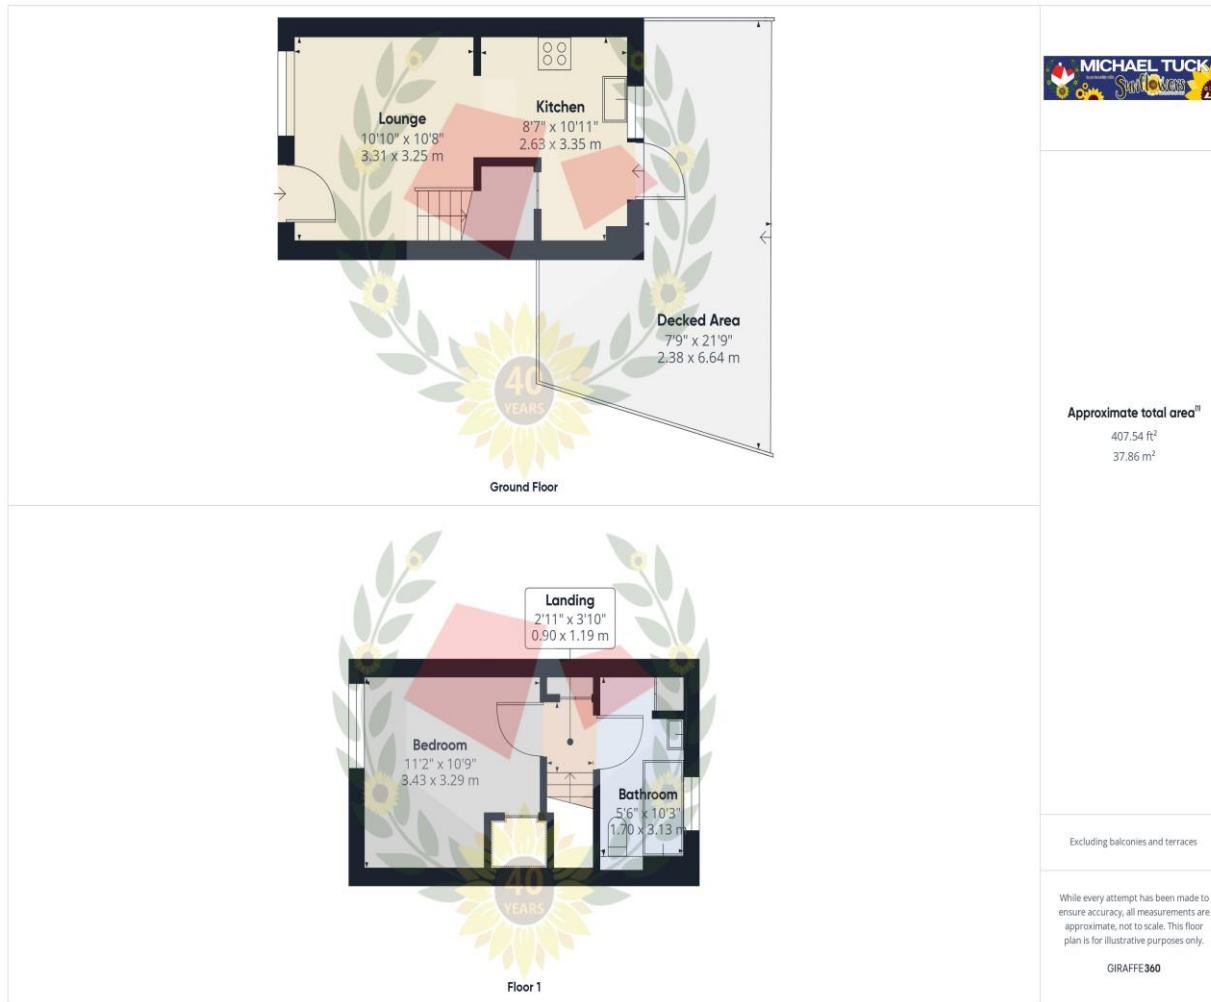 Lounge
10'10" x 10'8"
3.31 x 3.25 m
Kitchen
8'7" x 10'11"
2.63 x 3.35 m
Decked Area
7'9" x 21'9"
2.38 x 6.64 m
40
YEARS
Ground Floor
MICHAEL TUCK
Sunflowers
Approximate total area[1]
407.54 ft²
37.86 m²
Landing
2'11" x 3'10"
0.90 x 1.19 m
Bedroom
11'2" x 10'9"
3.43 x 3.29 m
Bathroom
5'6" x 10'3"
1.70 x 3.13 m
40
YEARS
Floor 1
Excluding balconies and terraces
While every attempt has been made to
ensure accuracy, all measurements are
approximate, not to scale. This floor
plan is for illustrative purposes only.
GIRAFFE360